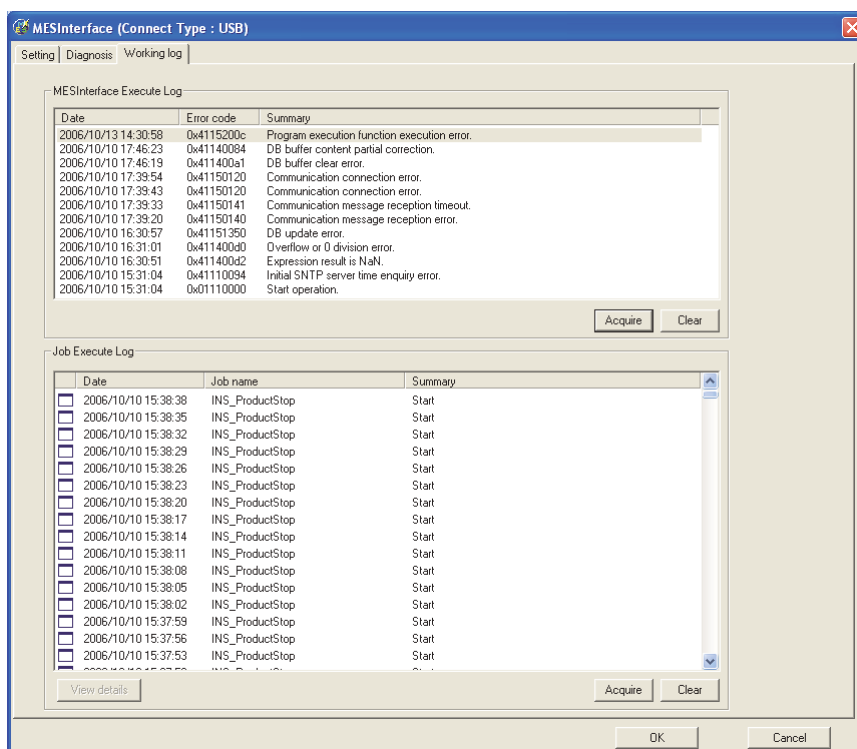 MESInterface (Connect Type : USB)
Setting Diagnosis Working log
MESInterface Execute Log
Date Error code Summary
2006/10/13 14:30:58 0x4115200c Program execution function execution error.
2006/10/10 17:46:23 0x41140084 DB buffer content partial correction.
2006/10/10 17:46:19 0x411400a1 DB buffer clear error.
2006/10/10 17:39:54 0x41150120 Communication connection error.
2006/10/10 17:39:43 0x41150120 Communication connection error.
2006/10/10 17:39:33 0x41150141 Communication message reception timeout.
2006/10/10 17:39:20 0x41150140 Communication message reception error.
2006/10/10 16:30:57 0x41151350 DB update error.
2006/10/10 16:31:01 0x411400d0 Overflow or 0 division error.
2006/10/10 16:30:51 0x411400d2 Expression result is NaN.
2006/10/10 15:31:04 0x41110094 Initial SNTP server time enquiry error.
2006/10/10 15:31:04 0x01110000 Start operation.
Acquire Clear
Job Execute Log
Date Job name Summary
2006/10/10 15:38:38 INS_ProductStop Start
2006/10/10 15:38:35 INS_ProductStop Start
2006/10/10 15:38:32 INS_ProductStop Start
2006/10/10 15:38:29 INS_ProductStop Start
2006/10/10 15:38:26 INS_ProductStop Start
2006/10/10 15:38:23 INS_ProductStop Start
2006/10/10 15:38:20 INS_ProductStop Start
2006/10/10 15:38:17 INS_ProductStop Start
2006/10/10 15:38:14 INS_ProductStop Start
2006/10/10 15:38:11 INS_ProductStop Start
2006/10/10 15:38:08 INS_ProductStop Start
2006/10/10 15:38:05 INS_ProductStop Start
2006/10/10 15:38:02 INS_ProductStop Start
2006/10/10 15:37:59 INS_ProductStop Start
2006/10/10 15:37:56 INS_ProductStop Start
2006/10/10 15:37:53 INS_ProductStop Start
View details Acquire Clear
OK Cancel